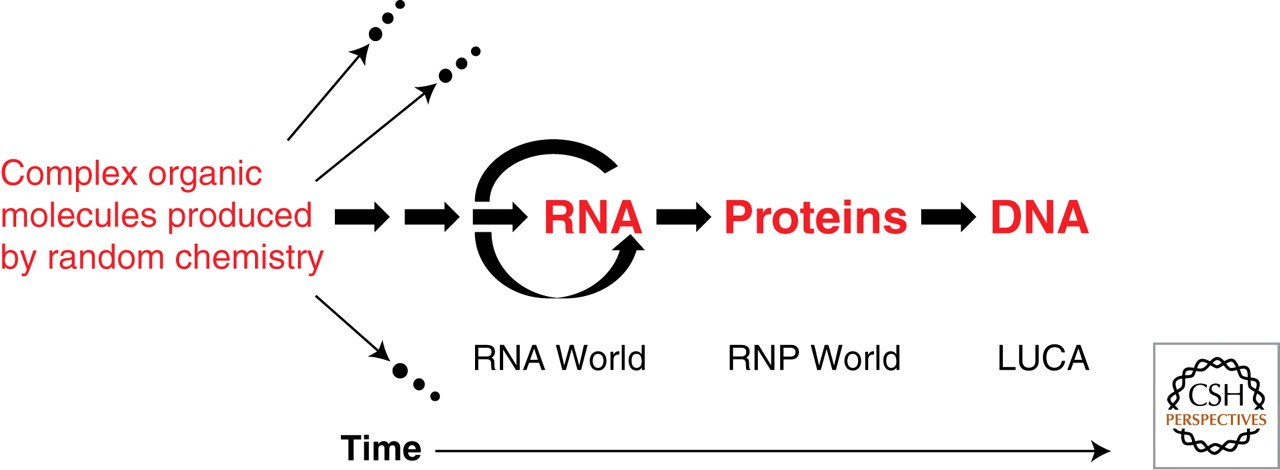 Complex organic
molecules produced
by random chemistry
RNA
Proteins
DNA
RNA World
RNP World
LUCA
Time
CSH
PERSPECTIVES